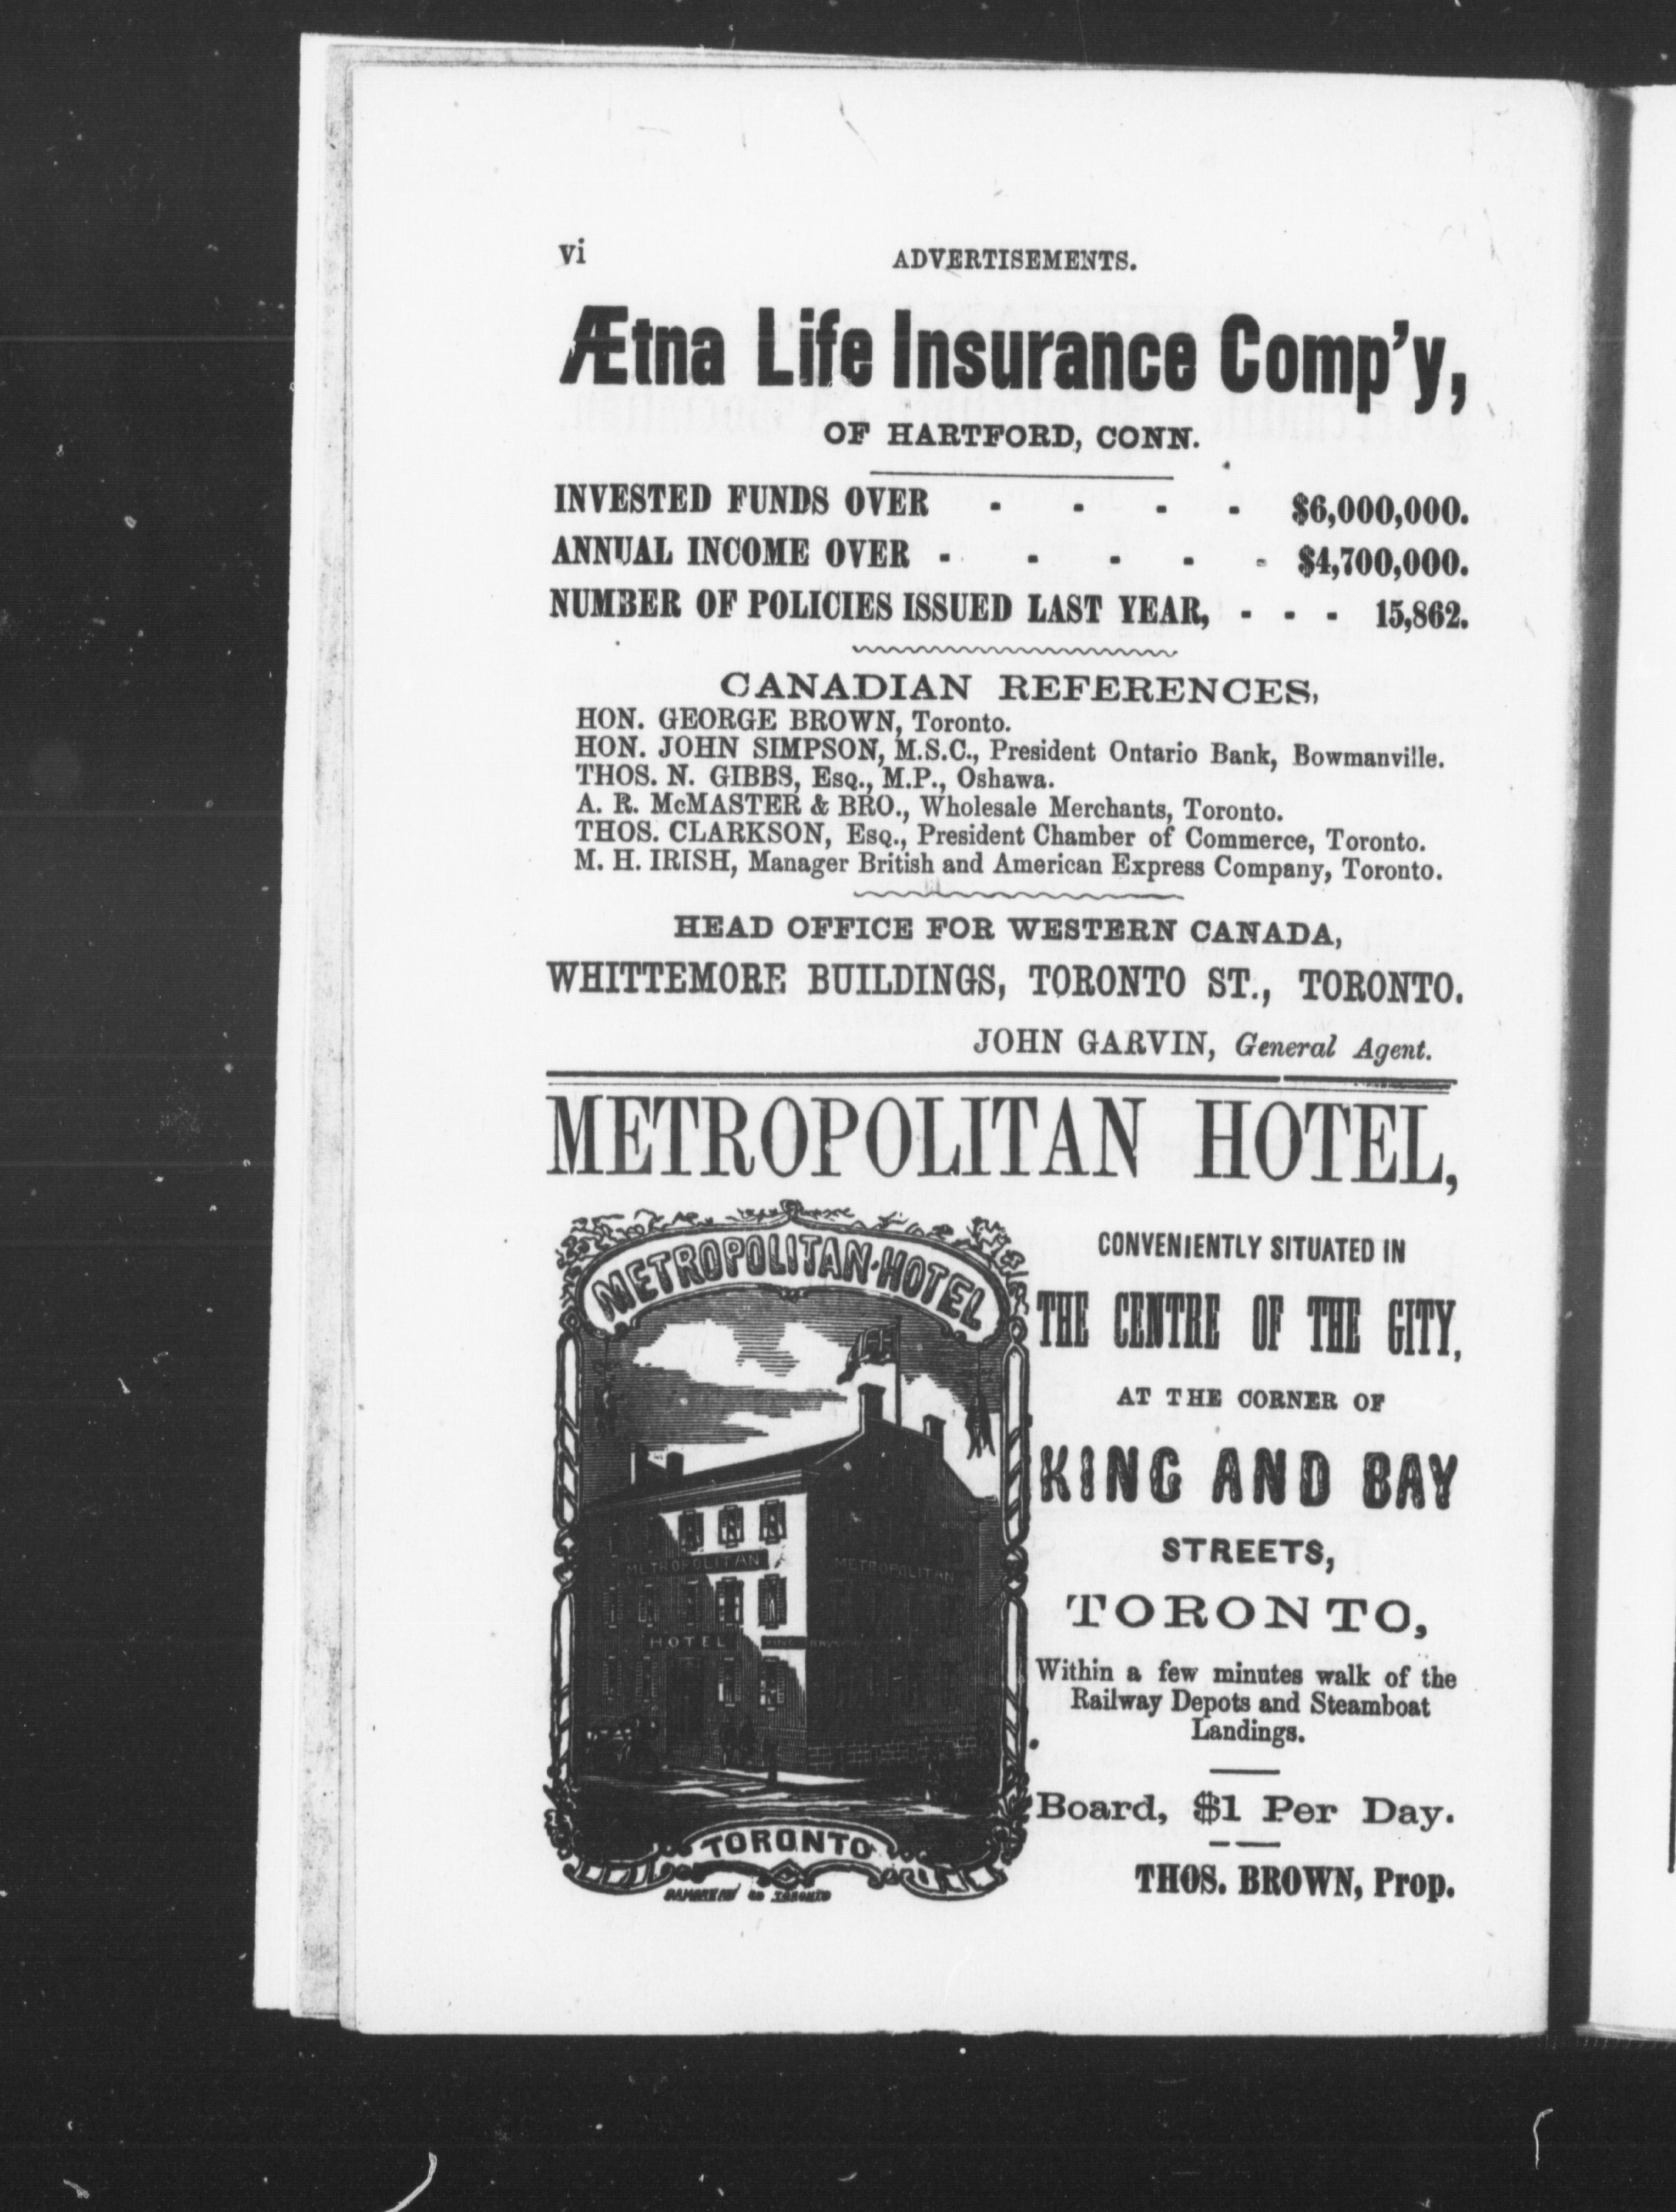 vi ADVERTISEMENTS.
Ætna Life Insurance Comp'y,
OF HARTFORD, CONN.
INVESTED FUNDS OVER - - - - $6,000,000.
ANNUAL INCOME OVER - - - - - $4,700,000.
NUMBER OF POLICIES ISSUED LAST YEAR, - - - 15,862.
CANADIAN REFERENCES,
HON. GEORGE BROWN, Toronto.
HON. JOHN SIMPSON, M.S.C., President Ontario Bank, Bowmanville.
THOS. N. GIBBS, Esq., M.P., Oshawa.
A. R. McMASTER & BRO., Wholesale Merchants, Toronto.
THOS. CLARKSON, Esq., President Chamber of Commerce, Toronto.
M. H. IRISH, Manager British and American Express Company, Toronto.
HEAD OFFICE FOR WESTERN CANADA,
WHITTEMORE BUILDINGS, TORONTO ST., TORONTO.
JOHN GARVIN, General Agent.
METROPOLITAN HOTEL,
METROPOLITAN·HOTEL
METROPOLITAN
METROPOLITAN
HOTEL
KING
TORONTO
TORONTO
CONVENIENTLY SITUATED IN
THE CENTRE OF THE CITY,
AT THE CORNER OF
KING AND BAY
STREETS,
TORONTO,
Within a few minutes walk of the
Railway Depots and Steamboat
Landings.
Board, $1 Per Day.
THOS. BROWN, Prop.